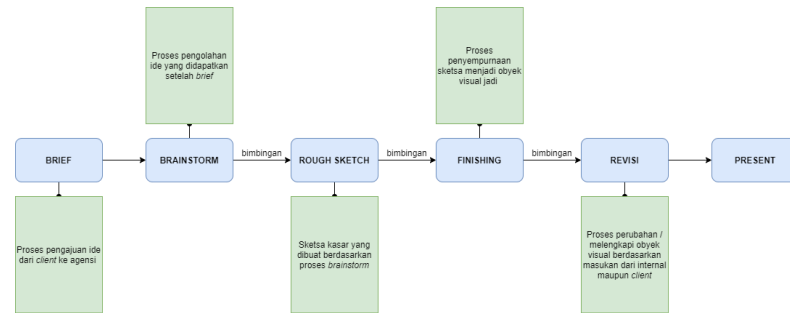 Proses pengolahan
ide yang didapatkan
setelah brief
Proses
penyempurnaan
sketsa menjadi obyek
visual jadi
BRIEF
BRAINSTORM
bimbingan
ROUGH SKETCH
bimbingan
FINISHING
bimbingan
REVISI
PRESENT
Proses pengajuan ide
dari client ke agensi
Sketsa kasar yang
dibuat berdasarkan
proses brainstorm
Proses perubahan /
melengkapi obyek
visual berdasarkan
masukan dari internal
maupun client